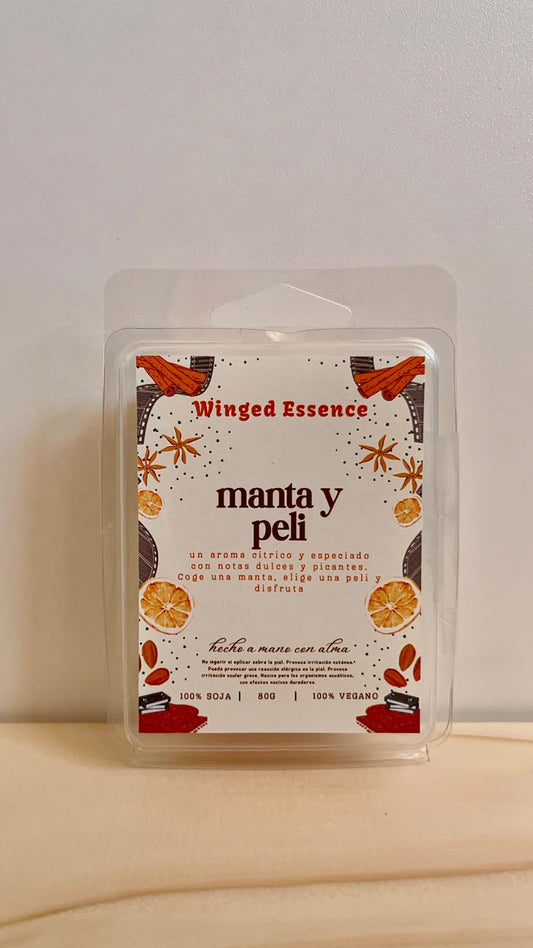 Winged Essence
manta y
peli
un aroma cítrico y especiado
con notas dulces y picantes.
Coge una manta, elige una peli y
disfruta
hecho a mano con alma
No ingerir ni aplicar sobre la piel. Provoca irritación cutánea.
Puede provocar una reacción alérgica en la piel. Provoca
irritación ocular grave. Nocivo para los organismos acuáticos,
con efectos nocivos duraderos.
100% SOJA | 80G | 100% VEGANO